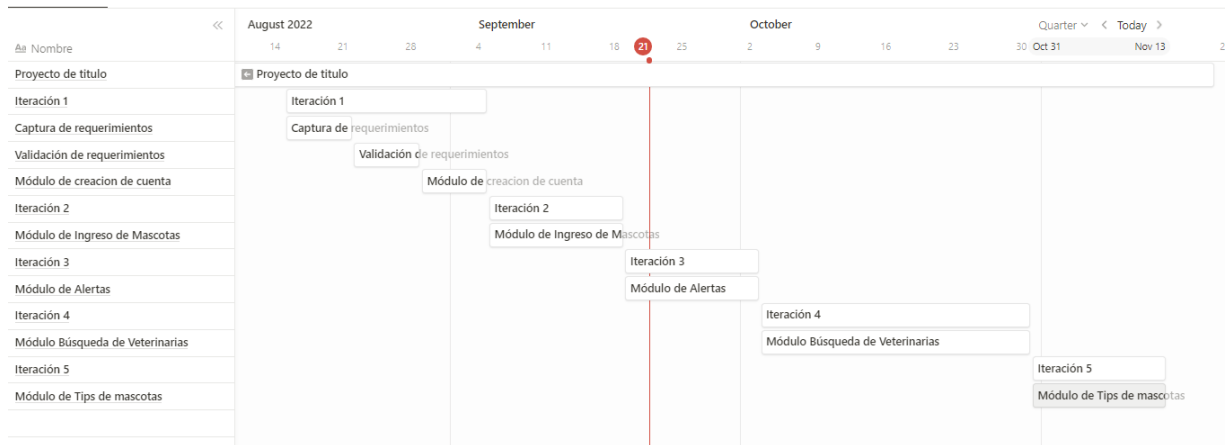 August 2022 September October Quarter Today
Aa Nombre 14 21 28 4 11 18 21 25 2 9 16 23 30 Oct 31 Nov 13 2
Proyecto de titulo Proyecto de titulo
Iteración 1 Iteración 1
Captura de requerimientos Captura de requerimientos
Validación de requerimientos Validación de requerimientos
Módulo de creacion de cuenta Módulo de creacion de cuenta
Iteración 2 Iteración 2
Módulo de Ingreso de Mascotas Módulo de Ingreso de Mascotas
Iteración 3 Iteración 3
Módulo de Alertas Módulo de Alertas
Iteración 4 Iteración 4
Módulo Búsqueda de Veterinarias Módulo Búsqueda de Veterinarias
Iteración 5 Iteración 5
Módulo de Tips de mascotas Módulo de Tips de mascotas